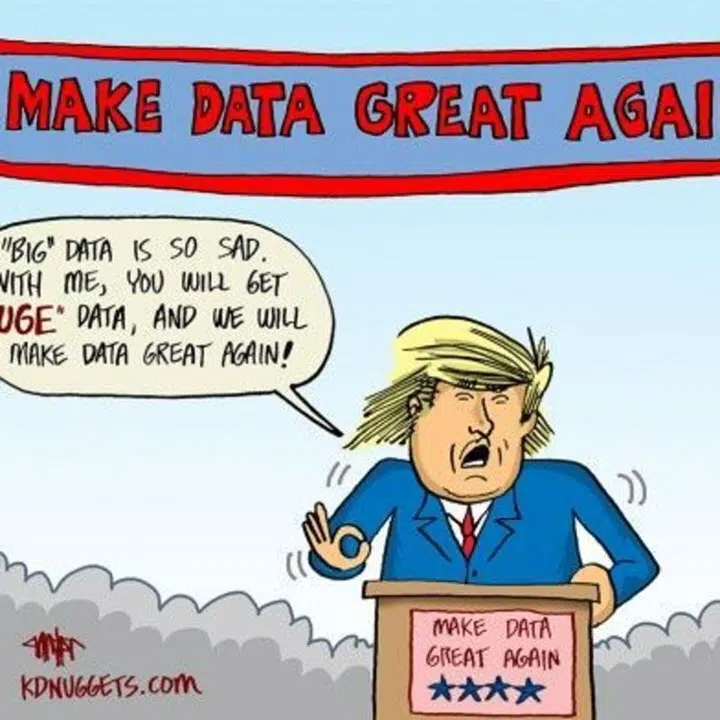 MAKE DATA GREAT AGAI
"BIG" DATA IS SO SAD.
WITH ME, YOU WILL GET
UGE" DATA, AND WE WILL
MAKE DATA GREAT AGAIN!
MAKE DATA
GREAT AGAIN
KDNUGGETS.COM